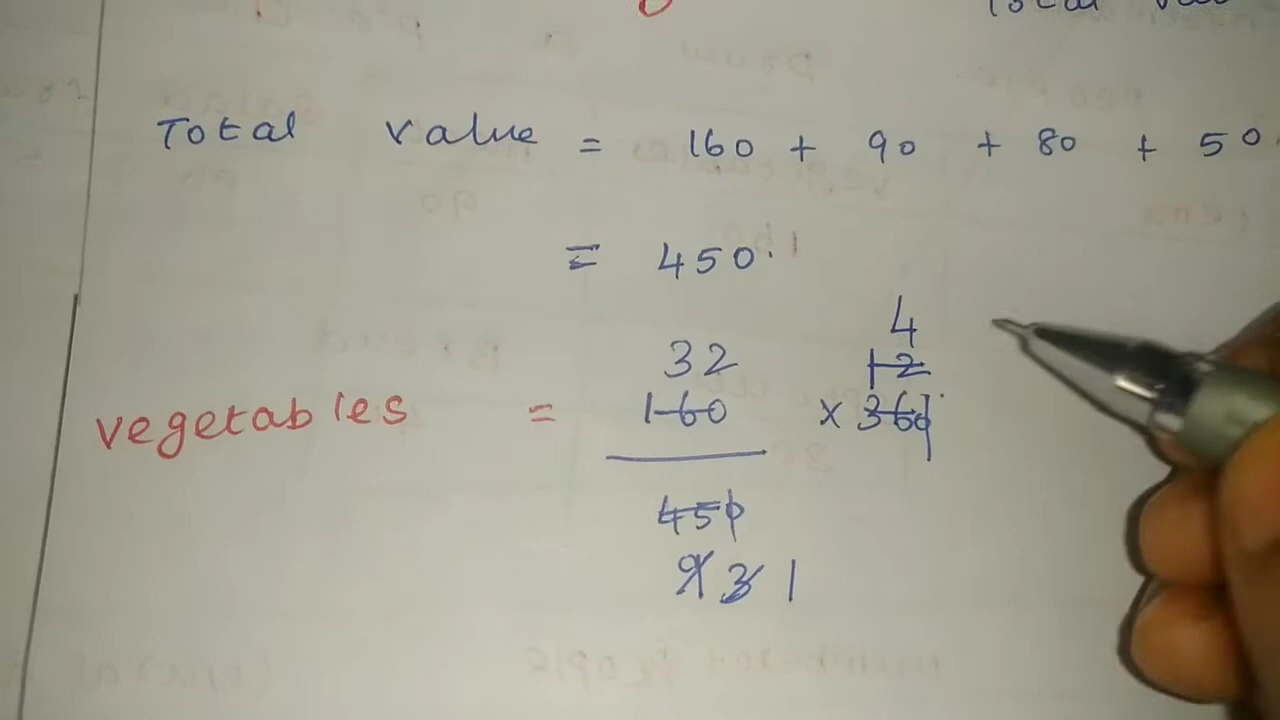 Total value = 160 + 90 + 80 + 50
= 450.
4
32 12
vegetables = 160 × 360
450
9 3 1